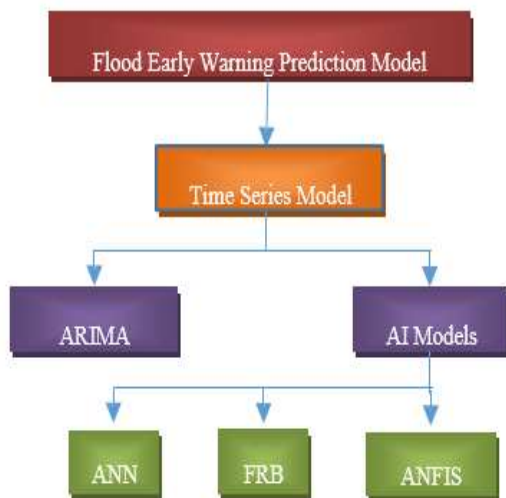 Flood Early Warning Prediction Model
Time Series Model
ARIMA
AI Models
ANN
FRB
ANFIS